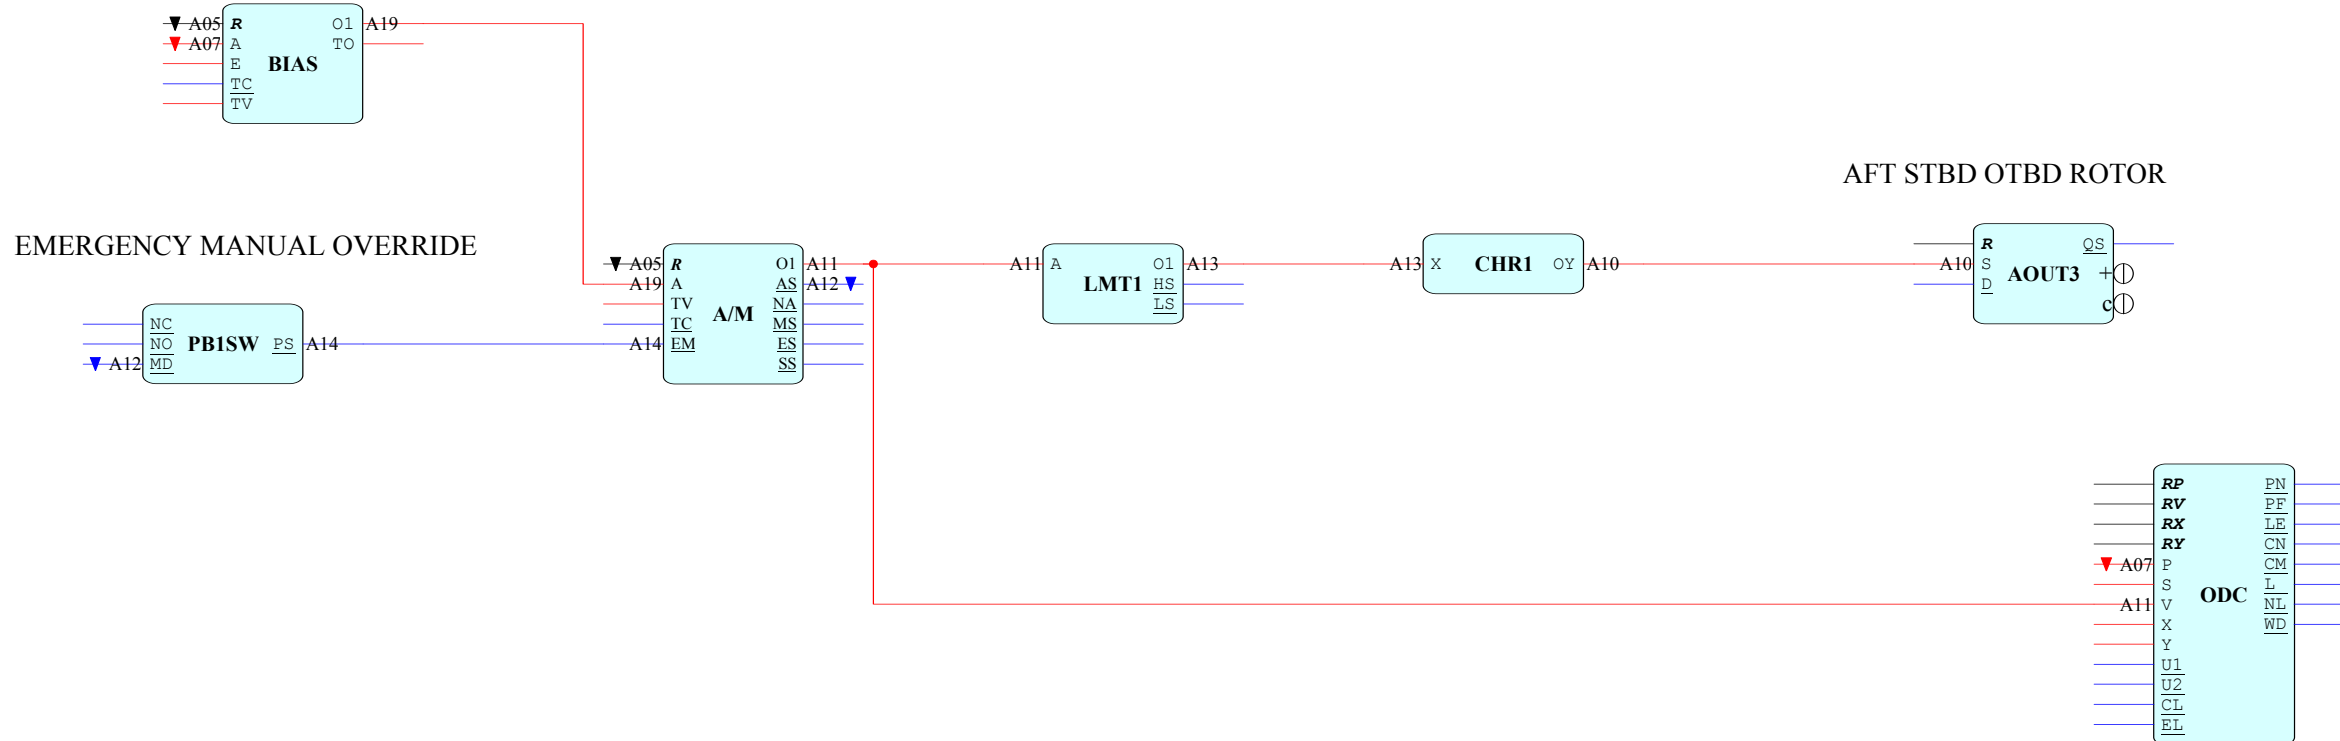 A05 R O1 A19
A07 A TO
E BIAS
TC
TV
AFT STBD OTBD ROTOR
EMERGENCY MANUAL OVERRIDE
NC
NO PB1SW PS A14
A12 MD
A05 R O1 A11
A19 A AS A12
TV NA
A/M
TC MS
A14 EM ES
SS
A11 A O1 A13
LMT1 HS
LS
A13 X CHR1 OY A10
R QS
A10 S AOUT3 +
D
c
RP PN
RV PF
RX LE
RY CN
A07 P CM
S L
ODC
A11 V NL
X WD
Y
U1
U2
CL
EL